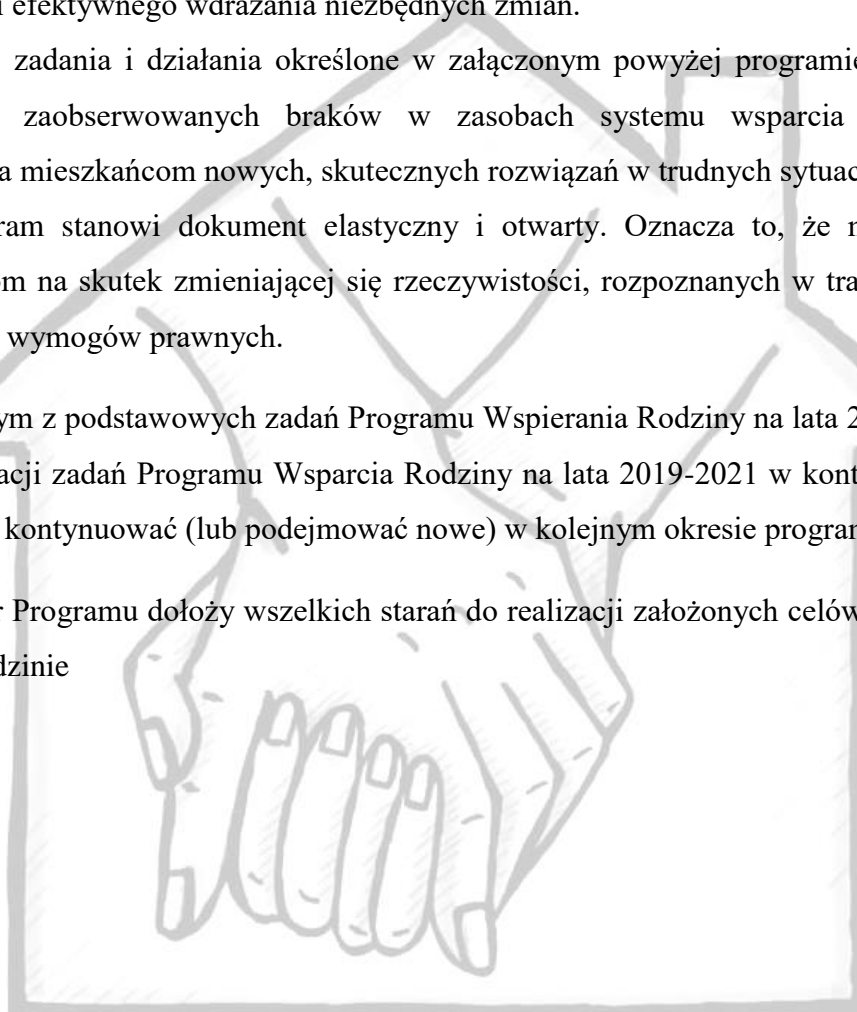 i efektywnego wdrażania niezbędnych zmian.
zadania i działania określone w załączonym powyżej programie
zaobserwowanych braków w zasobach systemu wsparcia
a mieszkańcom nowych, skutecznych rozwiązań w trudnych sytuac
ram stanowi dokument elastyczny i otwarty. Oznacza to, że
m na skutek zmieniającej się rzeczywistości, rozpoznanych w tra
wymogów prawnych.
ym z podstawowych zadań Programu Wspierania Rodziny na lata 2
acji zadań Programu Wsparcia Rodziny na lata 2019-2021 w kont
kontynuować (lub podejmować nowe) w kolejnym okresie program
r Programu dołoży wszelkich starań do realizacji założonych celów
dzinie